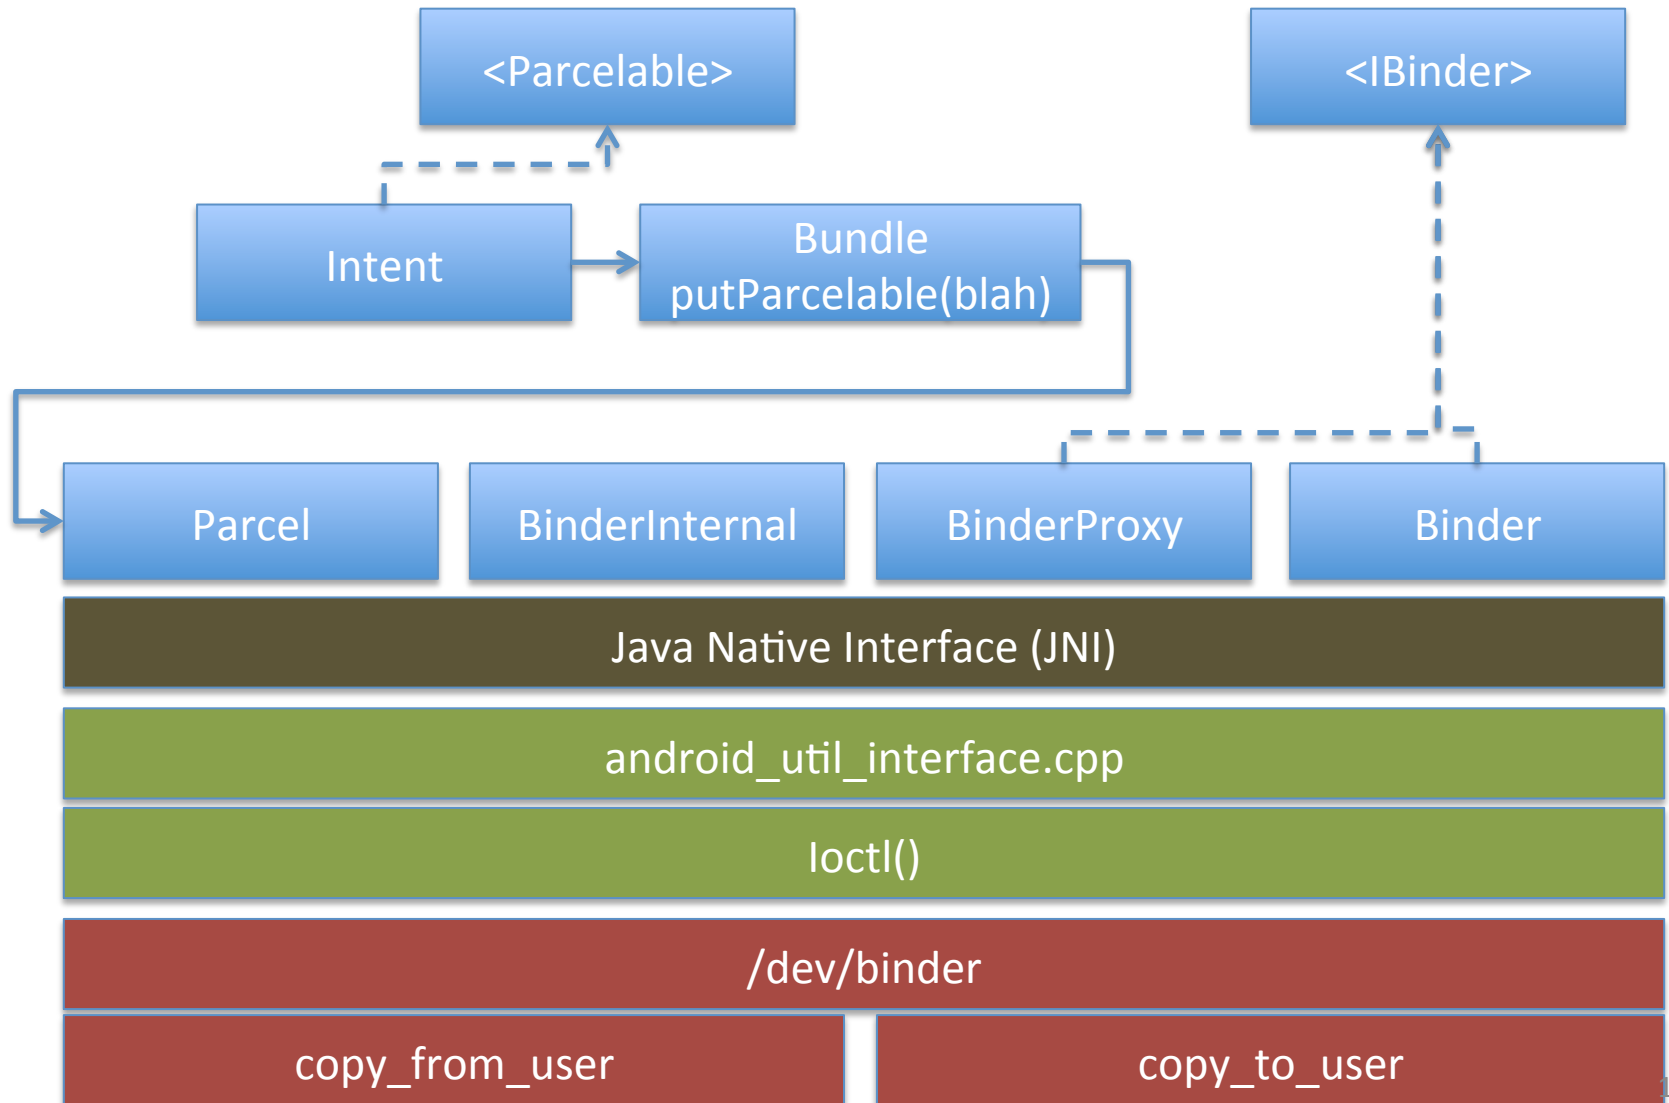 <Parcelable>
<IBinder>
Intent
Bundle
putParcelable(blah)
Parcel
BinderInternal
BinderProxy
Binder
Java Native Interface (JNI)
android_util_interface.cpp
Ioctl()
/dev/binder
copy_from_user
copy_to_user
1